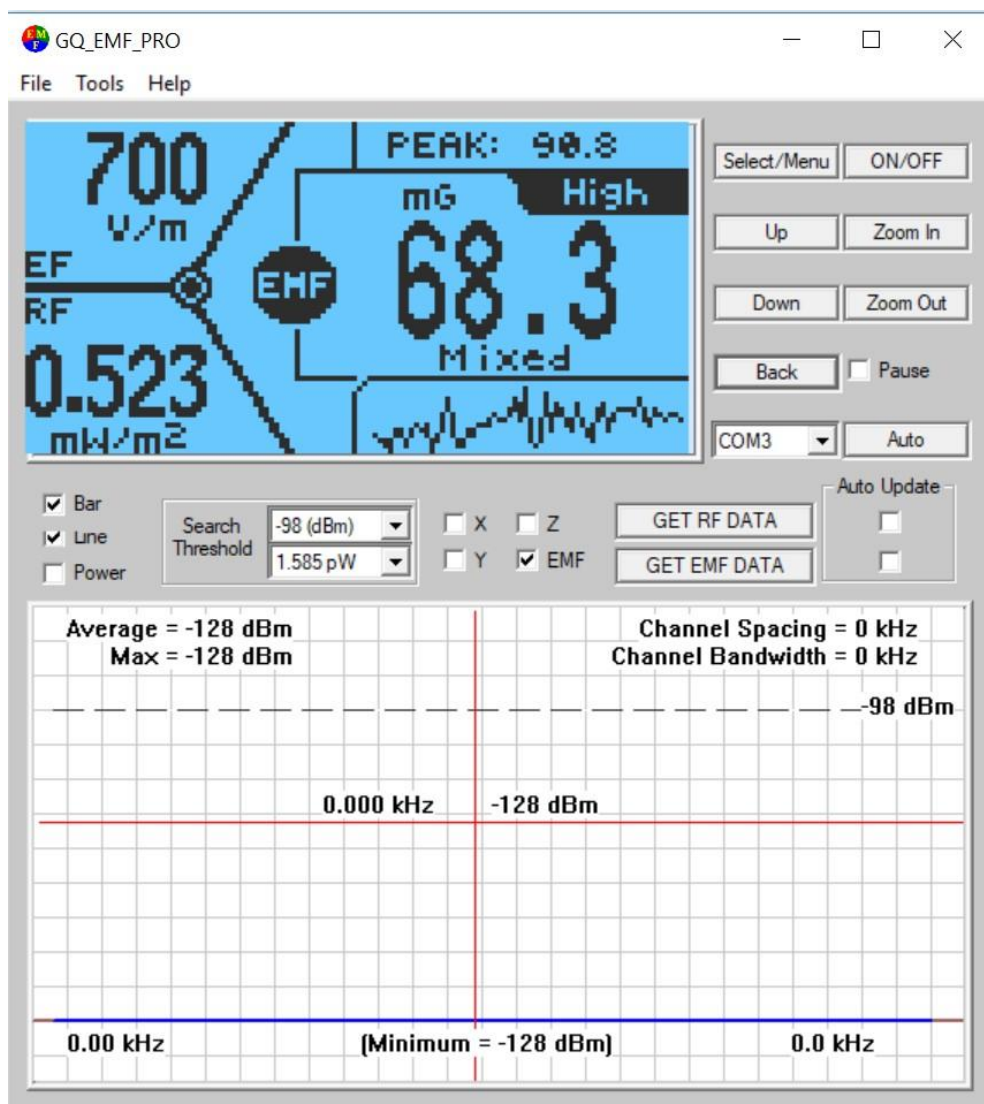 GQ_EMF_PRO
File Tools Help
700
V/m
EF
RF
0.523
mW/m2
PEAK: 90.8
mG
High
EMF
68.3
Mixed
Select/Menu
ON/OFF
Up
Zoom In
Down
Zoom Out
Back
Pause
COM3
Auto
Bar
Line
Power
Search
Threshold
-98 (dBm)
1.585 pW
X
Z
Y
EMF
GET RF DATA
GET EMF DATA
Auto Update
Average = -128 dBm
Max = -128 dBm
Channel Spacing = 0 kHz
Channel Bandwidth = 0 kHz
-98 dBm
0.000 kHz
-128 dBm
0.00 kHz
(Minimum = -128 dBm)
0.0 kHz